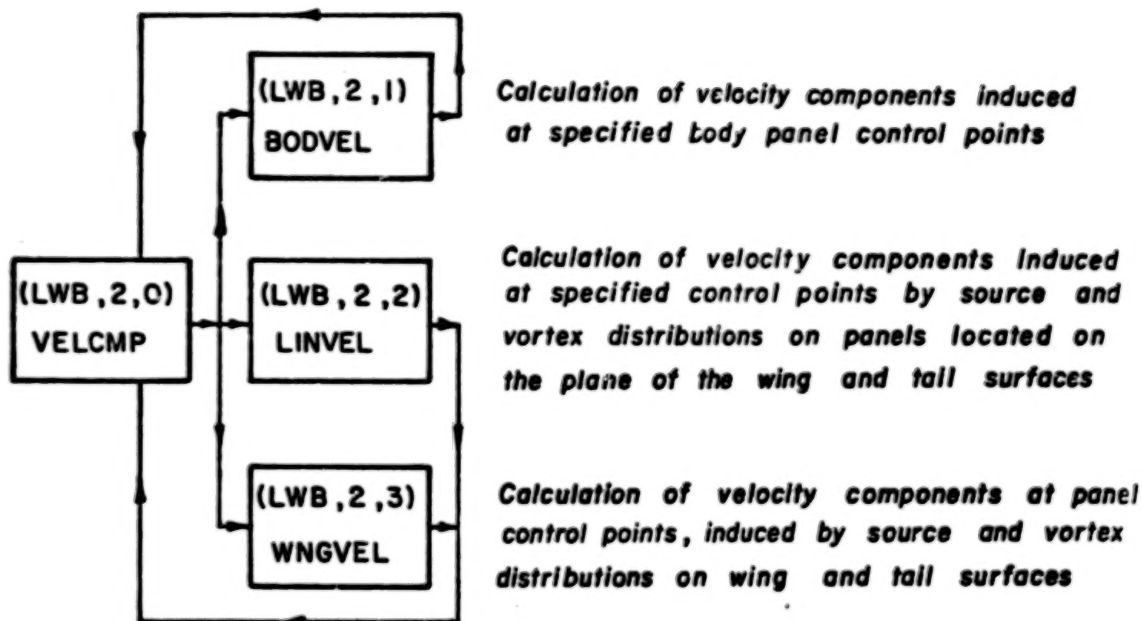 (LWB,2,1)
BODVEL
Calculation of velocity components induced
at specified body panel control points
(LWB,2,0)
VELCMP
(LWB,2,2)
LINVEL
Calculation of velocity components Induced
at specified control points by source and
vortex distributions on panels located on
the plane of the wing and tail surfaces
(LWB,2,3)
WNGVEL
Calculation of velocity components at panel
control points, induced by source and vortex
distributions on wing and tail surfaces